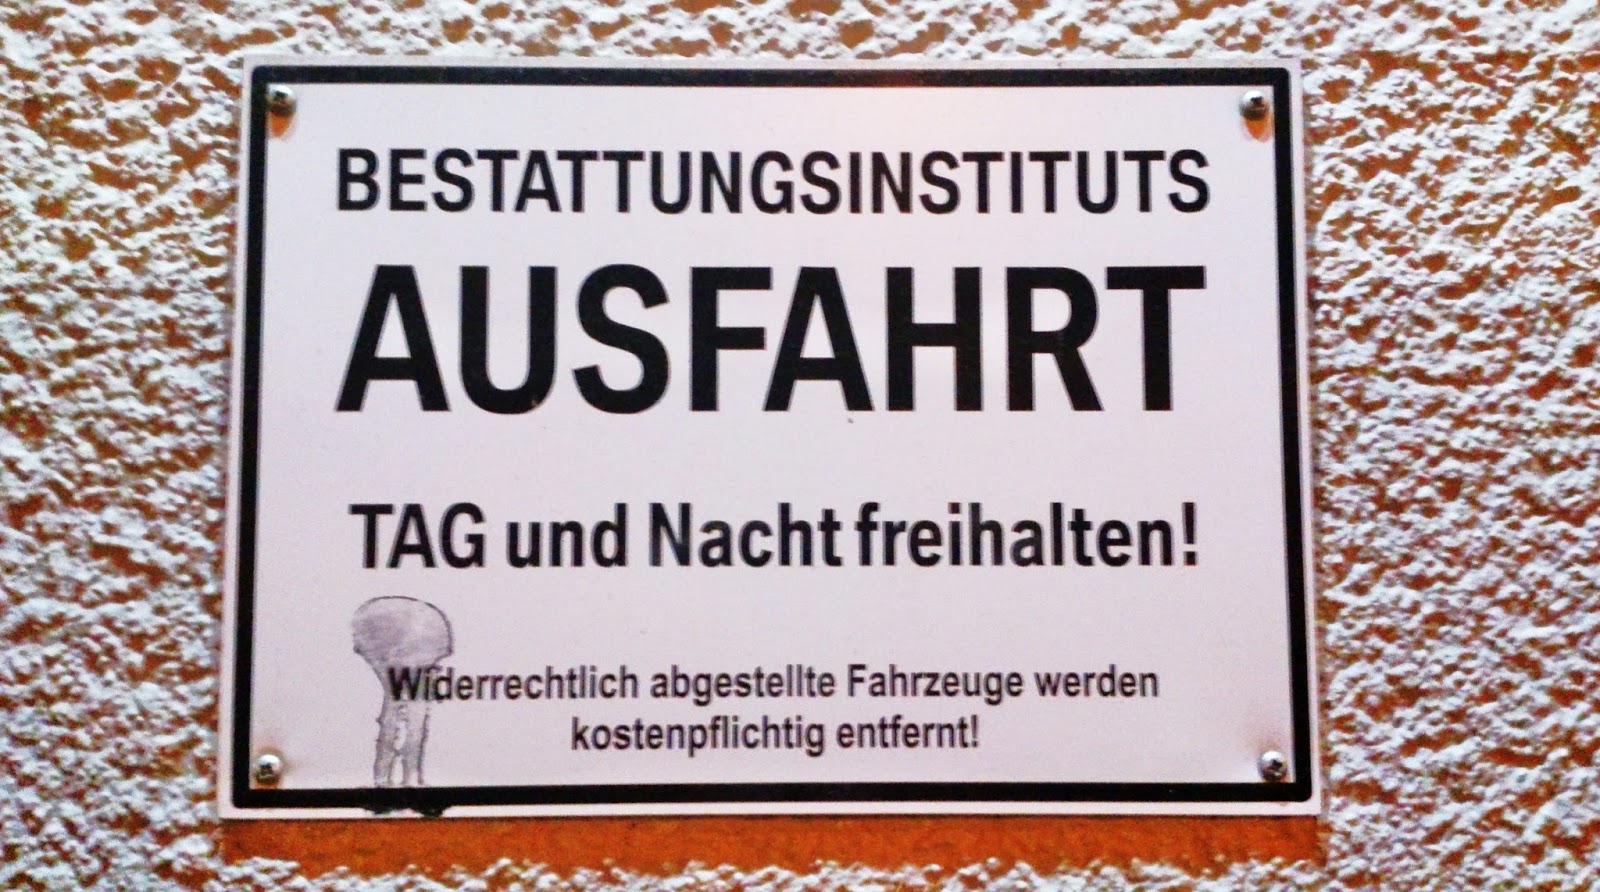 BESTATTUNGSINSTITUTS
AUSFAHRT
TAG und Nacht freihalten!
Widerrechtlich abgestellte Fahrzeuge werden
kostenpflichtig entfernt!